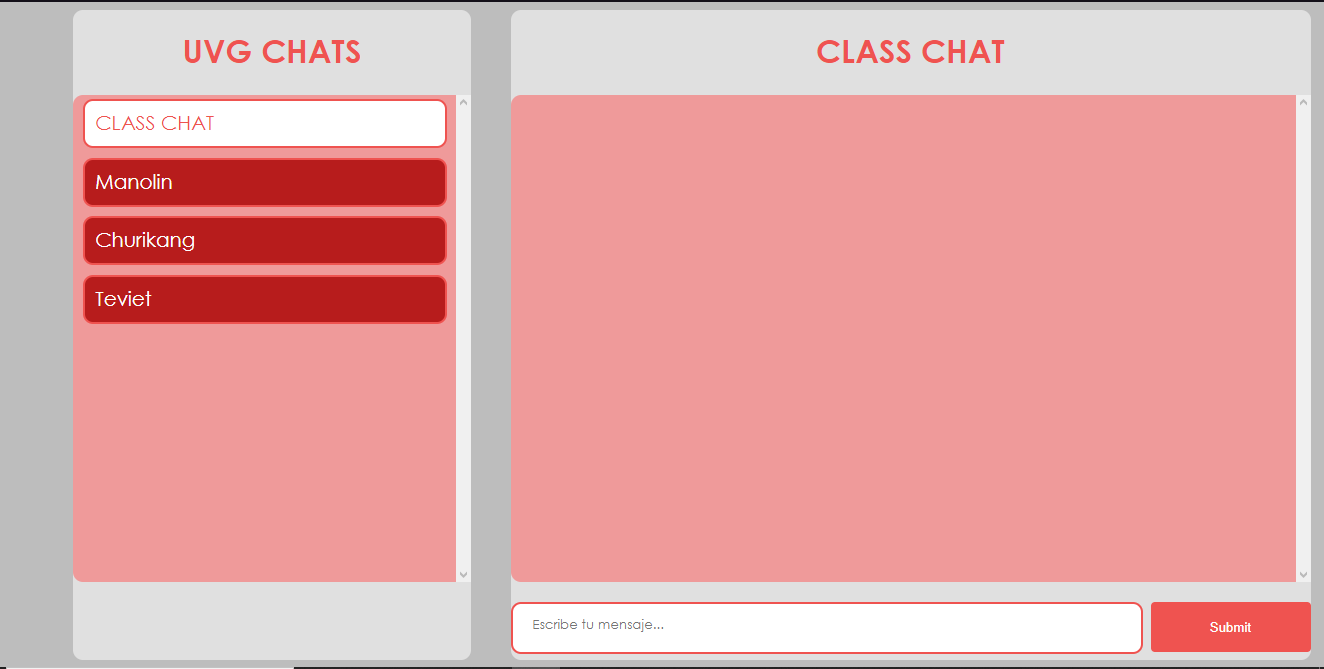 UVG CHATS
CLASS CHAT
Manolin
Churikang
Teviet
CLASS CHAT
Escribe tu mensaje...
Submit